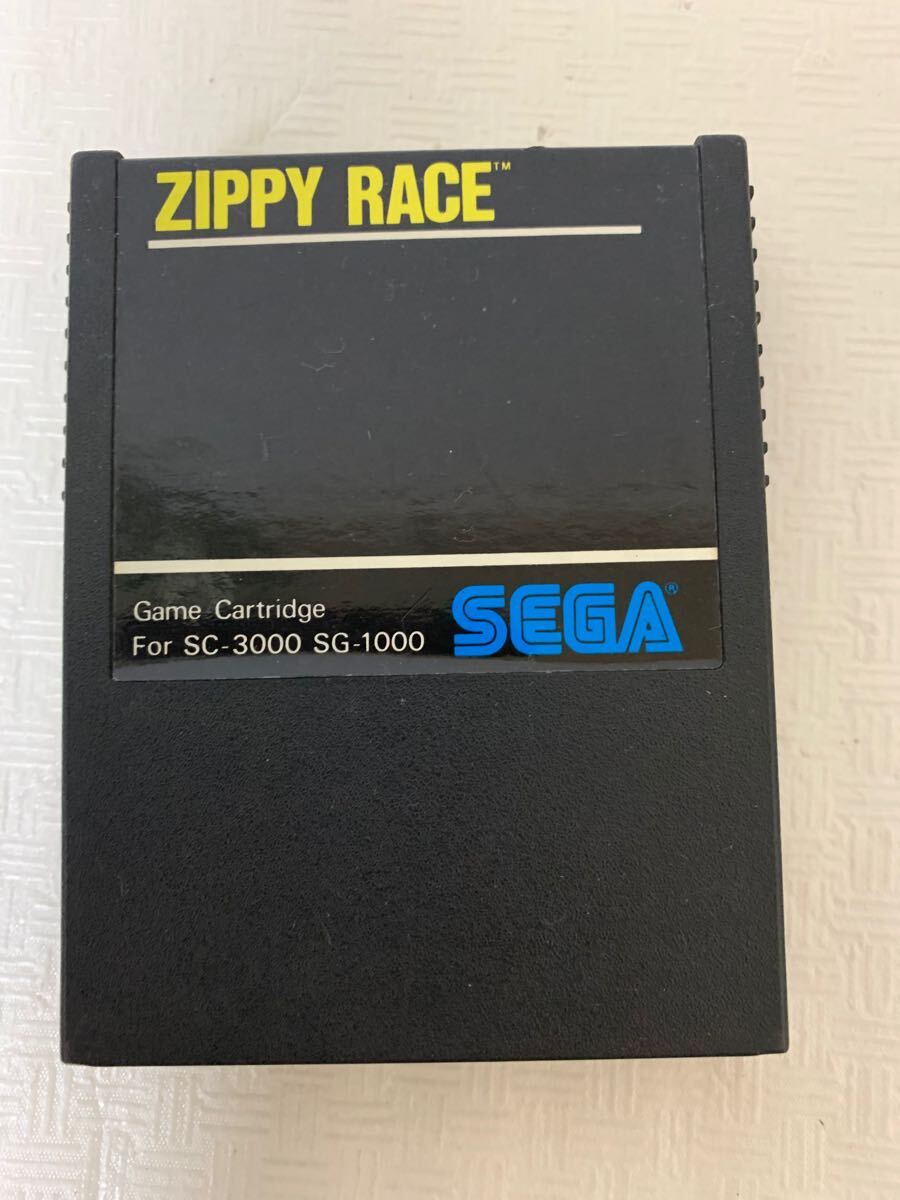 ZIPPY RACE™
Game Cartridge
For SC-3000 SG-1000
SEGA®